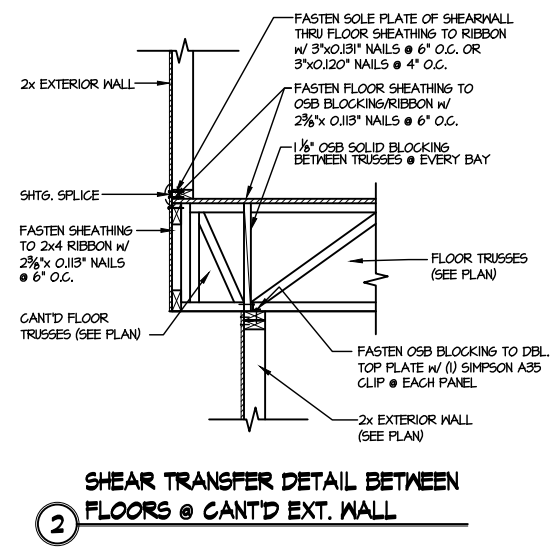 FASTEN SOLE PLATE OF SHEARWALL
THRU FLOOR SHEATHING TO RIBBON
W/ 3"x0.131" NAILS @ 6" O.C. OR
3"x0.120" NAILS @ 4" O.C.
2x EXTERIOR WALL
FASTEN FLOOR SHEATHING TO
OSB BLOCKING/RIBBON W/
2⅜"x 0.113" NAILS @ 6" O.C.
1 ⅛" OSB SOLID BLOCKING
BETWEEN TRUSSES @ EVERY BAY
SHTG. SPLICE
FASTEN SHEATHING
TO 2x4 RIBBON W/
2⅜"x 0.113" NAILS
@ 6" O.C.
FLOOR TRUSSES
(SEE PLAN)
CANT'D FLOOR
TRUSSES (SEE PLAN)
FASTEN OSB BLOCKING TO DBL.
TOP PLATE W/ (1) SIMPSON A35
CLIP @ EACH PANEL
2x EXTERIOR WALL
(SEE PLAN)
SHEAR TRANSFER DETAIL BETWEEN
FLOORS @ CANT'D EXT. WALL
2